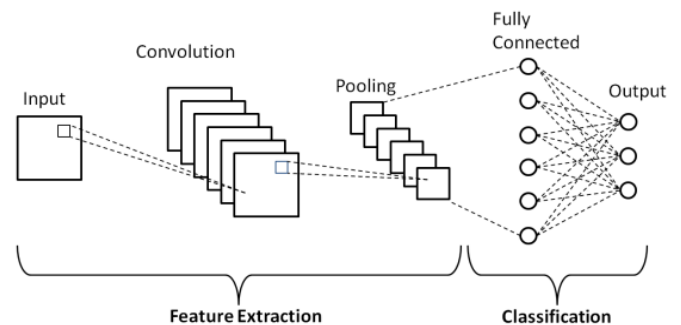 Input
Convolution
Pooling
Fully
Connected
Output
Feature Extraction
Classification